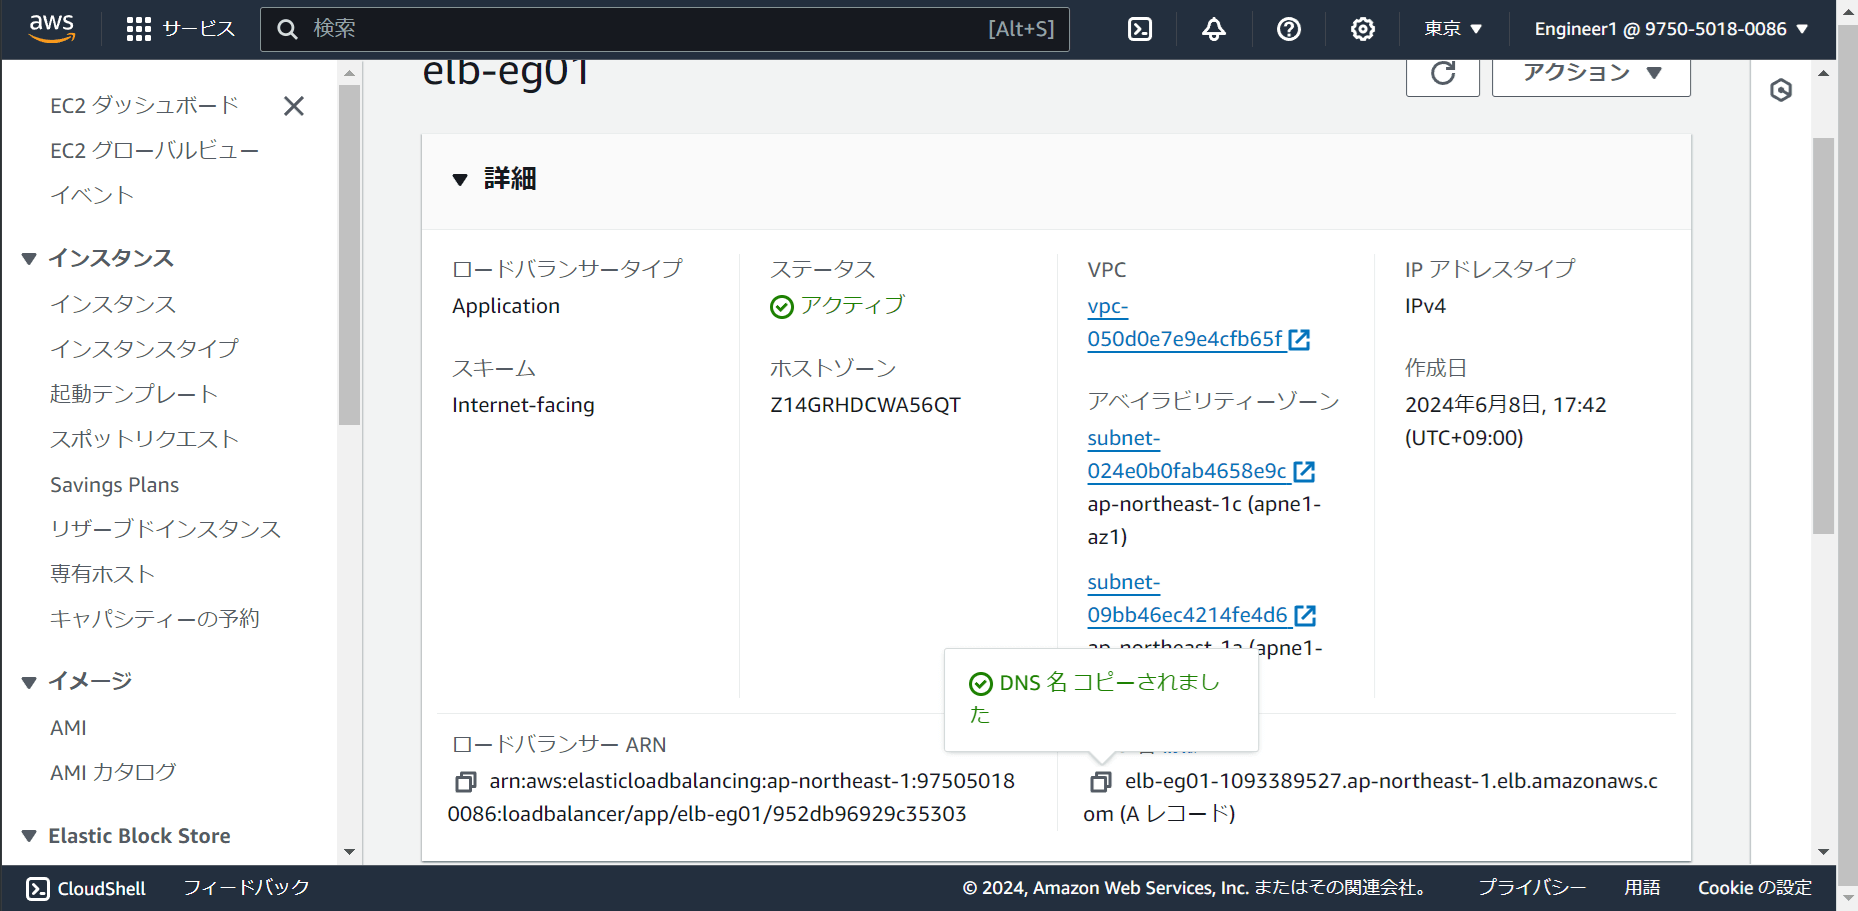 aws
サービス
検索
[Alt+S]
東京
Engineer1 @ 9750-5018-0086
EC2 ダッシュボード
EC2 グローバルビュー
イベント
インスタンス
インスタンス
インスタンスタイプ
起動テンプレート
スポットリクエスト
Savings Plans
リザーブドインスタンス
専有ホスト
キャパシティーの予約
イメージ
AMI
AMI カタログ
Elastic Block Store
elb-eg01
アクション
詳細
ロードバランサータイプ
Application
スキーム
Internet-facing
ステータス
アクティブ
ホストゾーン
Z14GRHDCWA56QT
VPC
vpc-
050d0e7e9e4cfb65f
アベイラビリティーゾーン
subnet-
024e0b0fab4658e9c
ap-northeast-1c (apne1-
az1)
subnet-
09bb46ec4214fe4d6
ap-northeast-1a (apne1-
IP アドレスタイプ
IPv4
作成日
2024年6月8日, 17:42
(UTC+09:00)
DNS 名 コピーされまし
た
ロードバランサー ARN
arn:aws:elasticloadbalancing:ap-northeast-1:97505018
0086:loadbalancer/app/elb-eg01/952db96929c35303
elb-eg01-1093389527.ap-northeast-1.elb.amazonaws.c
om (A レコード)
CloudShell
フィードバック
© 2024, Amazon Web Services, Inc. またはその関連会社。
プライバシー
用語
Cookie の設定